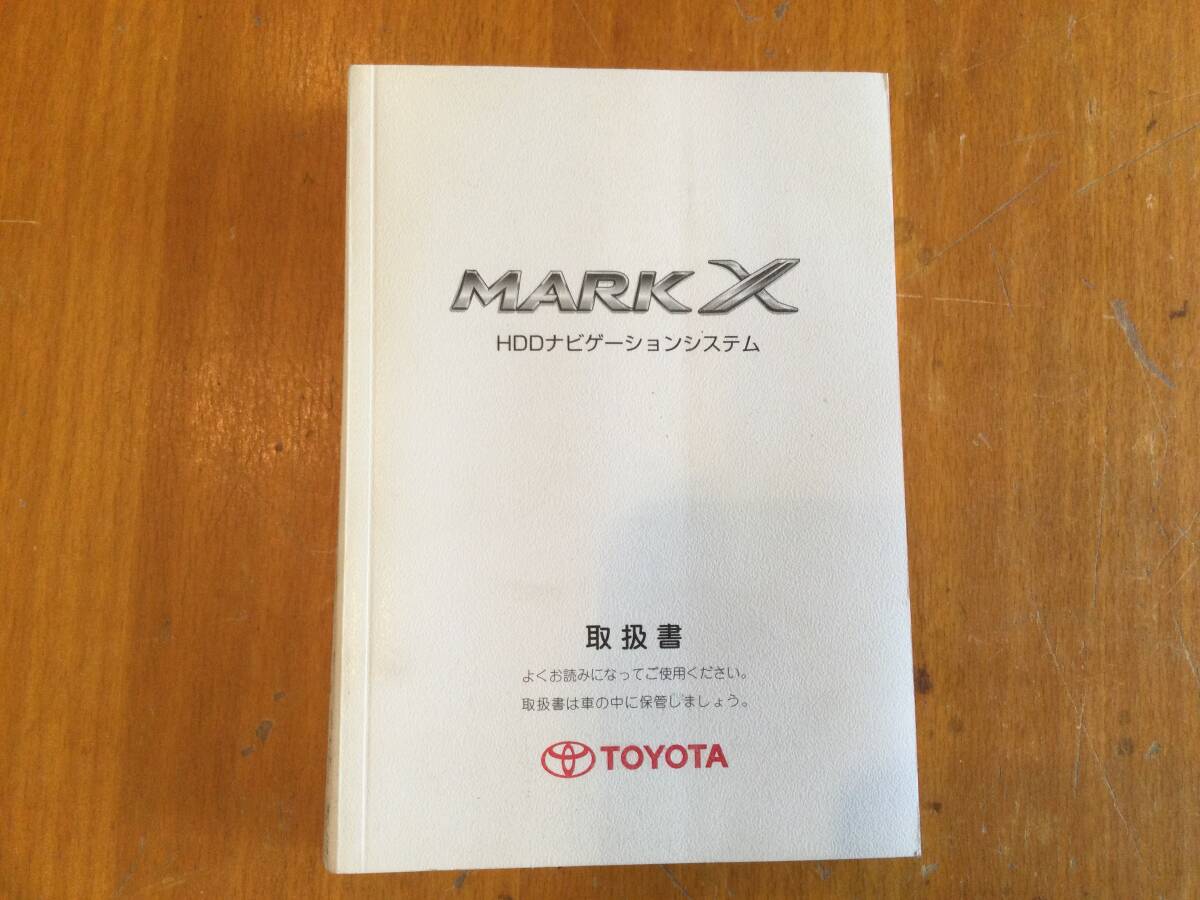 MARK X
HDDナビゲーションシステム
取扱書
よくお読みになってご使用ください。
取扱書は車の中に保管しましょう。
TOYOTA